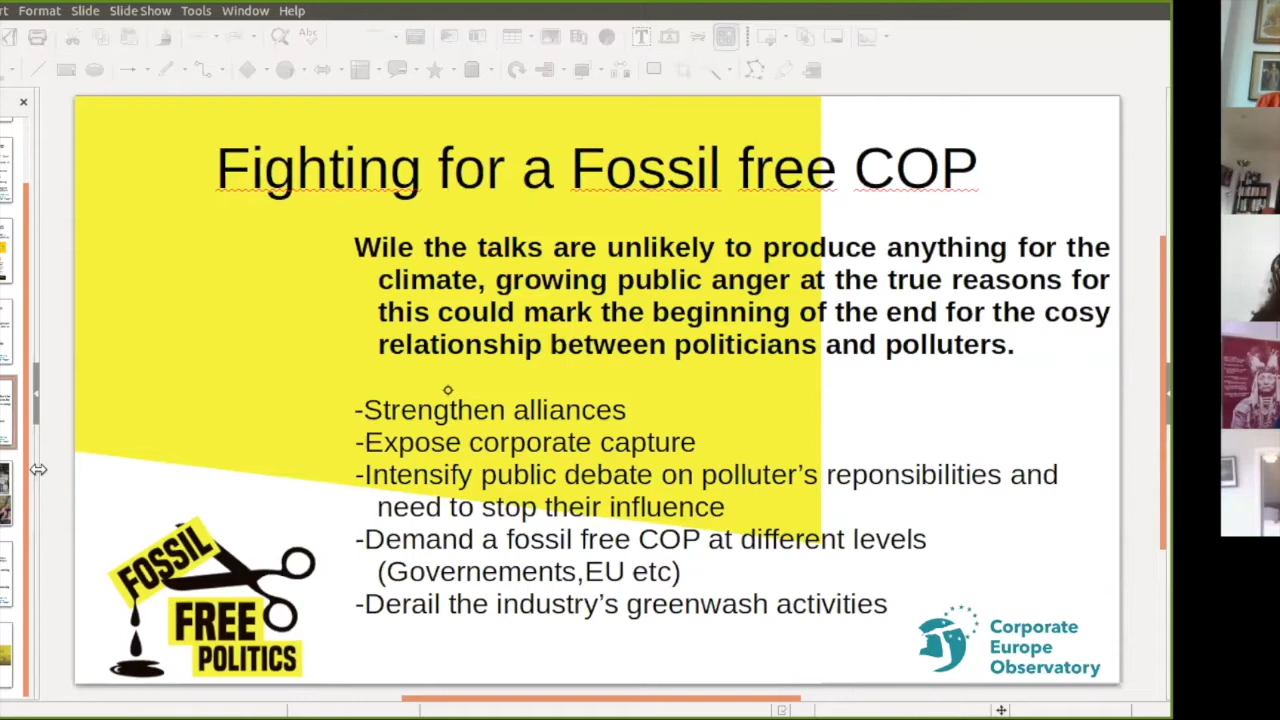 Format Slide Slide Show Tools Window Help
Fighting for a Fossil free COP
Wile the talks are unlikely to produce anything for the
climate, growing public anger at the true reasons for
this could mark the beginning of the end for the cosy
relationship between politicians and polluters.
-Strengthen alliances
-Expose corporate capture
-Intensify public debate on polluter’s reponsibilities and
need to stop their influence
-Demand a fossil free COP at different levels
(Governements,EU etc)
-Derail the industry’s greenwash activities
FOSSIL
FREE
POLITICS
Corporate
Europe
Observatory